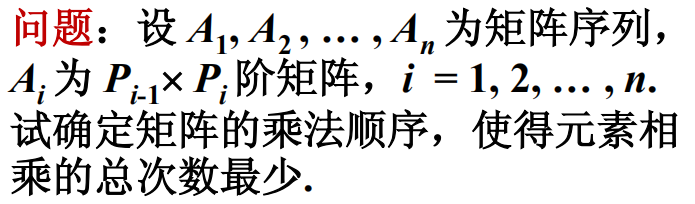 问题：设 A₁, A₂ , … , Aₙ 为矩阵序列，
Aᵢ 为 Pᵢ₋₁× Pᵢ 阶矩阵，i = 1, 2, … , n.
试确定矩阵的乘法顺序，使得元素相
乘的总次数最少.